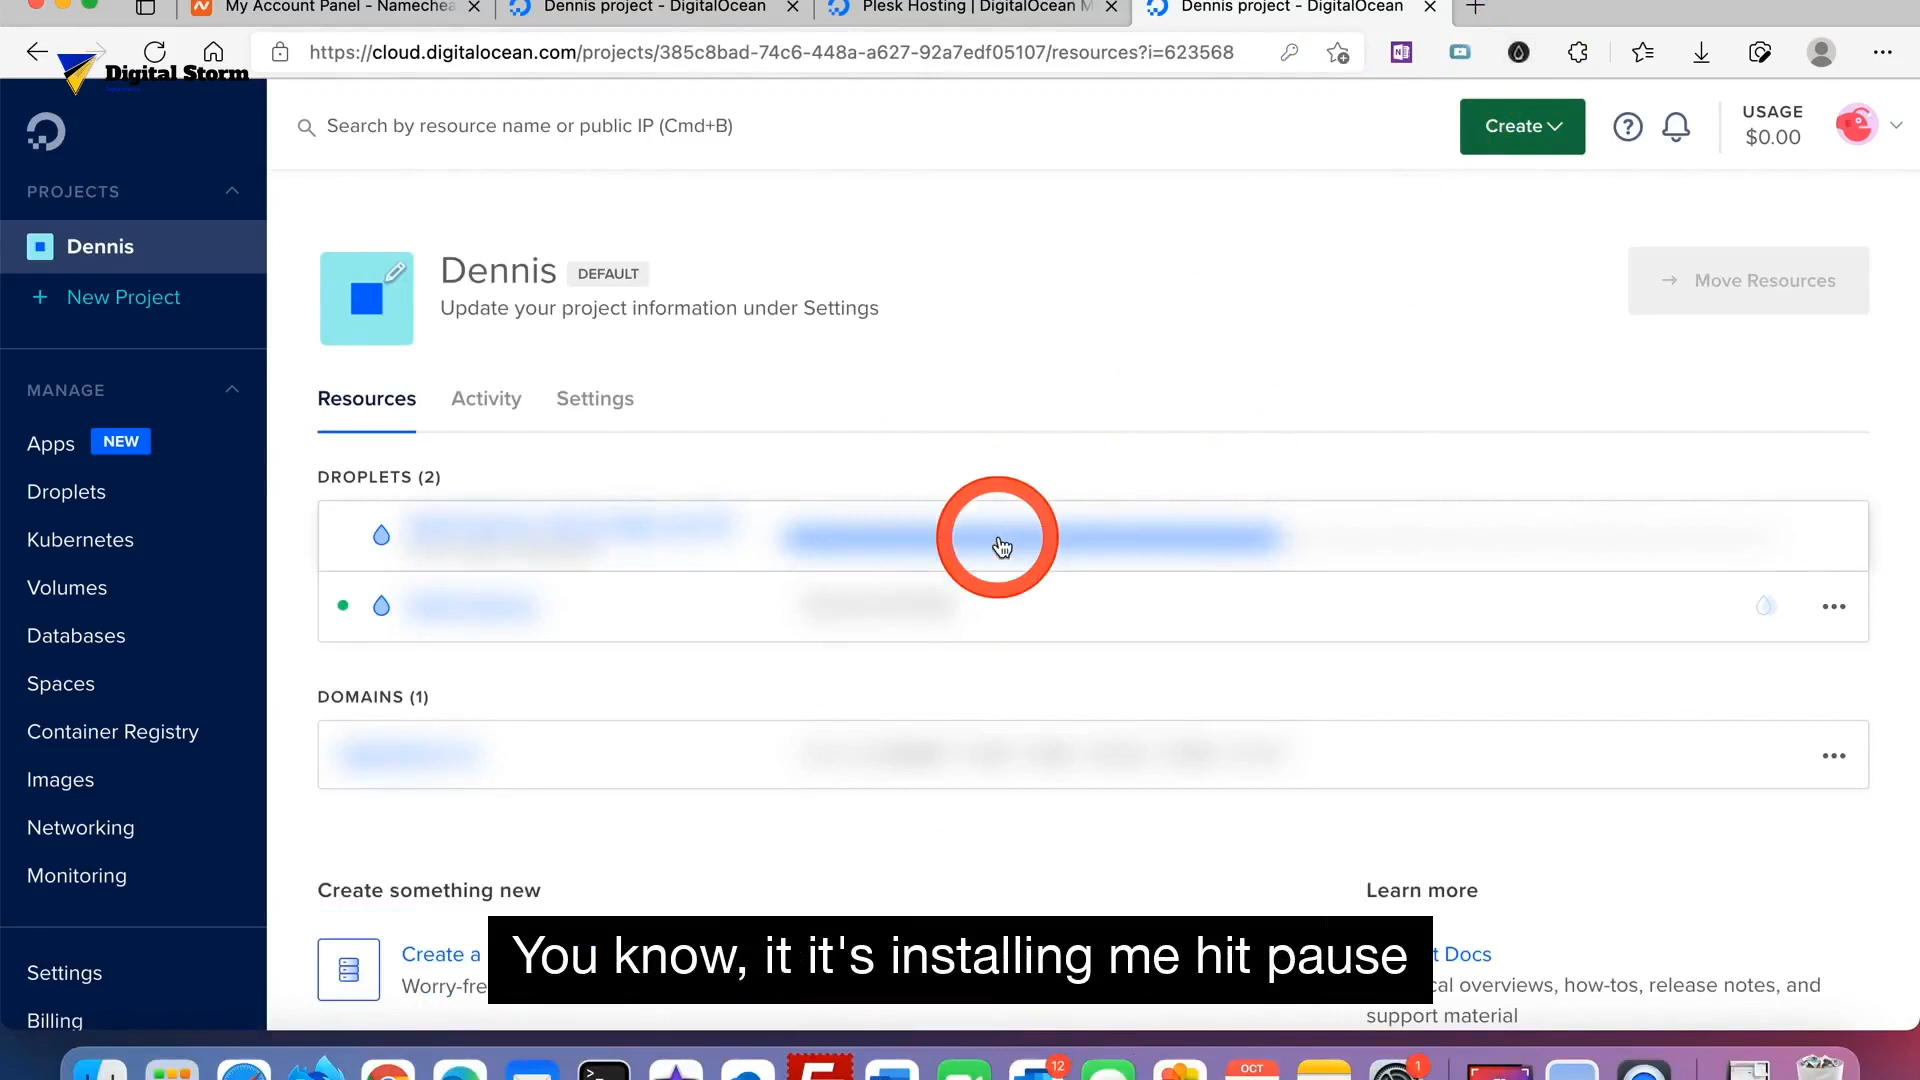 My Account Panel - Namechea
Dennis project - DigitalOcean
Plesk Hosting | DigitalOcean M
Dennis project - DigitalOcean
https://cloud.digitalocean.com/projects/385c8bad-74c6-448a-a627-92a7edf05107/resources?i=623568
Digital Storm
Search by resource name or public IP (Cmd+B)
Create
USAGE
$0.00
PROJECTS
Dennis
+ New Project
MANAGE
Apps NEW
Droplets
Kubernetes
Volumes
Databases
Spaces
Container Registry
Images
Networking
Monitoring
Settings
Billing
Dennis DEFAULT
Update your project information under Settings
→ Move Resources
Resources Activity Settings
DROPLETS (2)
DOMAINS (1)
Create something new
Create a
Worry-fre
Learn more
t Docs
cal overviews, how-tos, release notes, and
support material
You know, it it's installing me hit pause
12
OCT
1